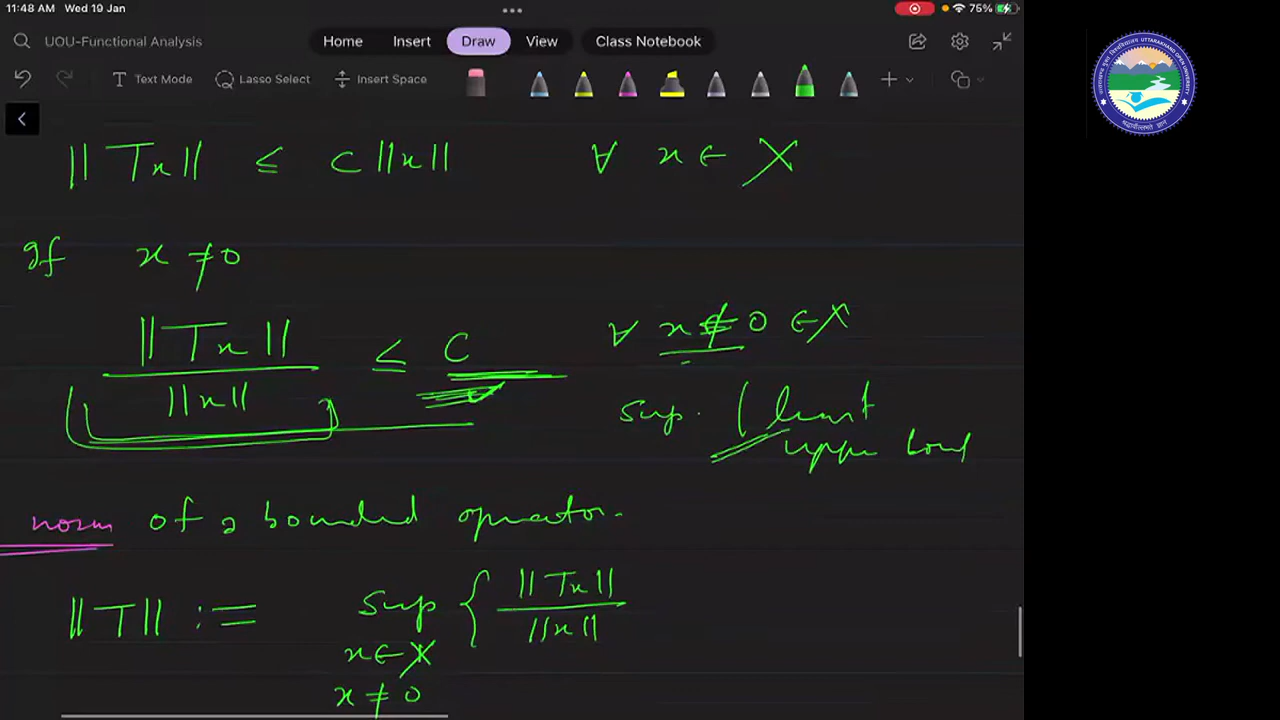 11:48 AM Wed 19 Jan
75%
UOU-Functional Analysis
Home Insert Draw View Class Notebook
Text Mode Lasso Select Insert Space
|| Tx || ≤ C ||x|| ∀ x ∈ X
If x ≠ 0
|| Tx || / ||x|| ≤ C ∀ x ≠ 0 ∈ X
sup. ( least
upper bound
norm of a bounded operator.
||T|| := sup { || Tx || / ||x||
x ∈ X
x ≠ 0